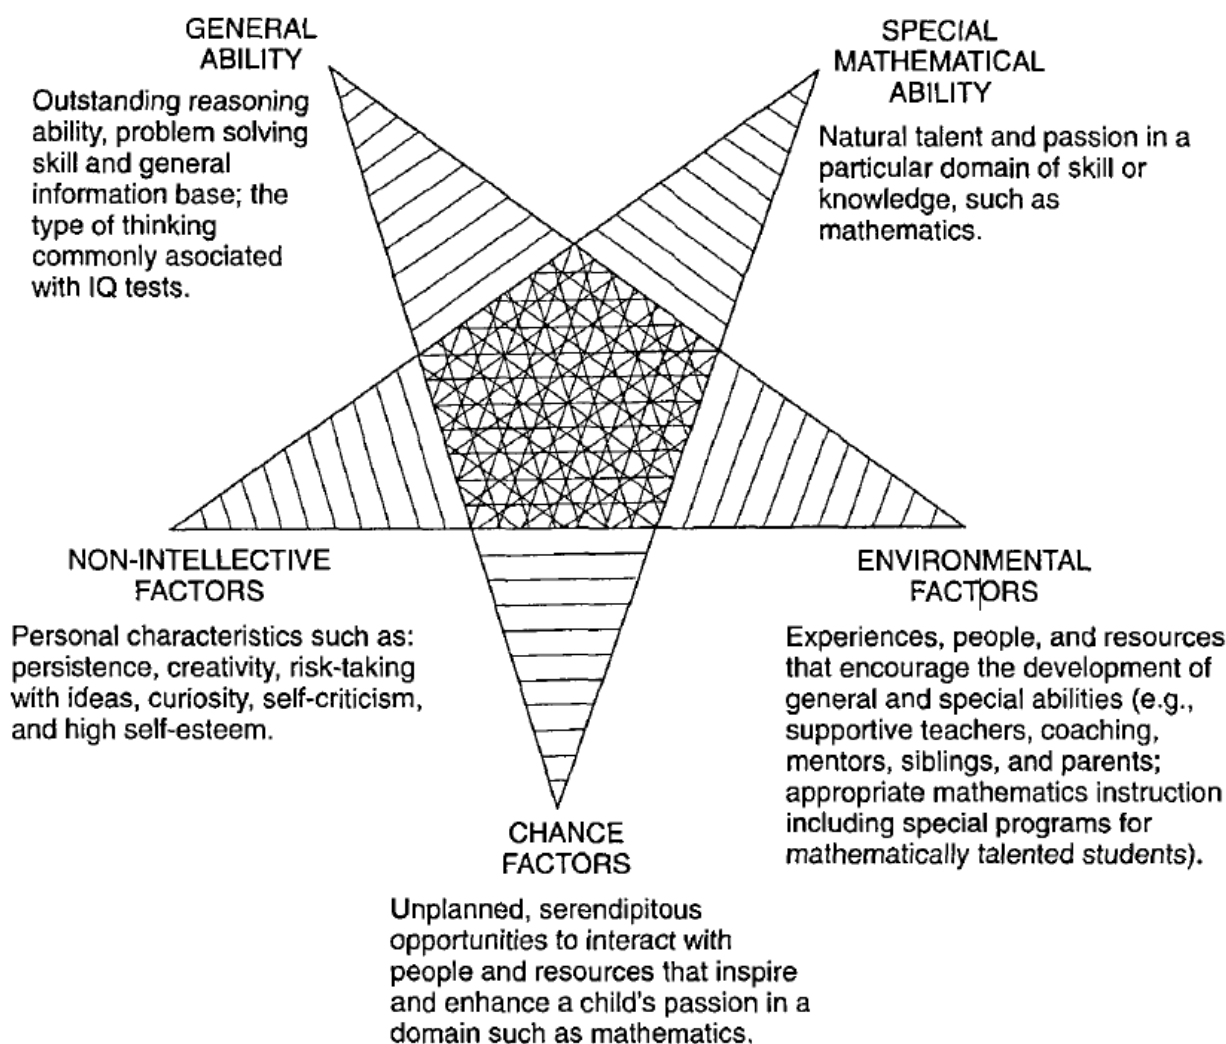 GENERAL
ABILITY
Outstanding reasoning
ability, problem solving
skill and general
information base; the
type of thinking
commonly asociated
with IQ tests.
SPECIAL
MATHEMATICAL
ABILITY
Natural talent and passion in a
particular domain of skill or
knowledge, such as
mathematics.
NON-INTELLECTIVE
FACTORS
Personal characteristics such as:
persistence, creativity, risk-taking
with ideas, curiosity, self-criticism,
and high self-esteem.
ENVIRONMENTAL
FACTORS
Experiences, people, and resources
that encourage the development of
general and special abilities (e.g.,
supportive teachers, coaching,
mentors, siblings, and parents;
appropriate mathematics instruction
including special programs for
mathematically talented students).
CHANCE
FACTORS
Unplanned, serendipitous
opportunities to interact with
people and resources that inspire
and enhance a child's passion in a
domain such as mathematics.